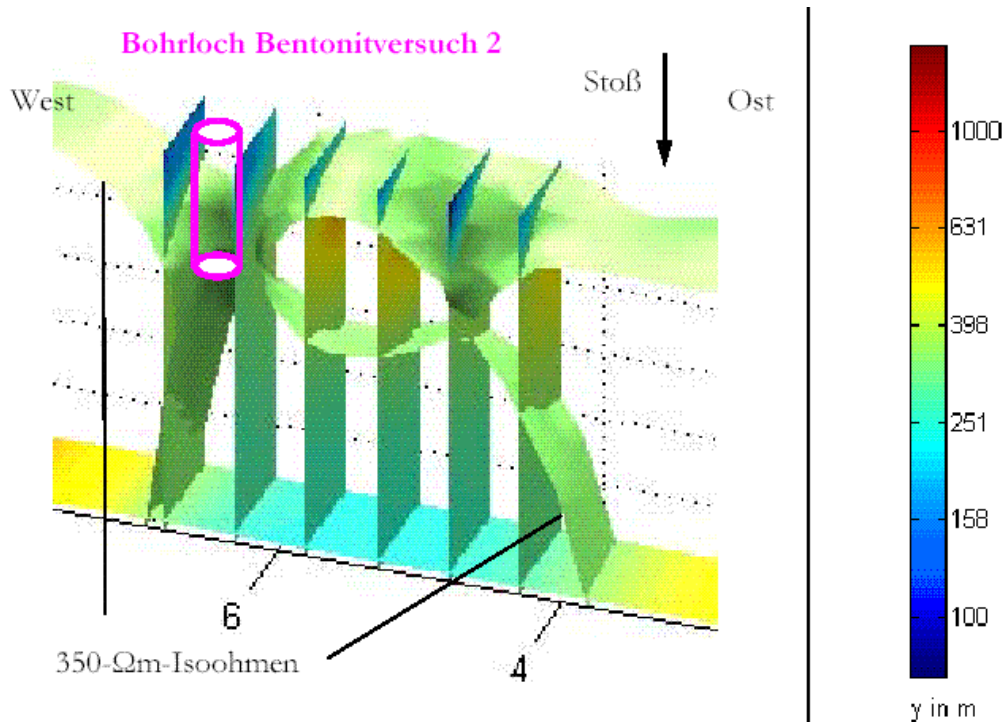 Bohrloch Bentonitversuch 2
West
Stoß
Ost
6
4
350-Ωm-Isoohmen
1000
631
398
251
158
100
y in m